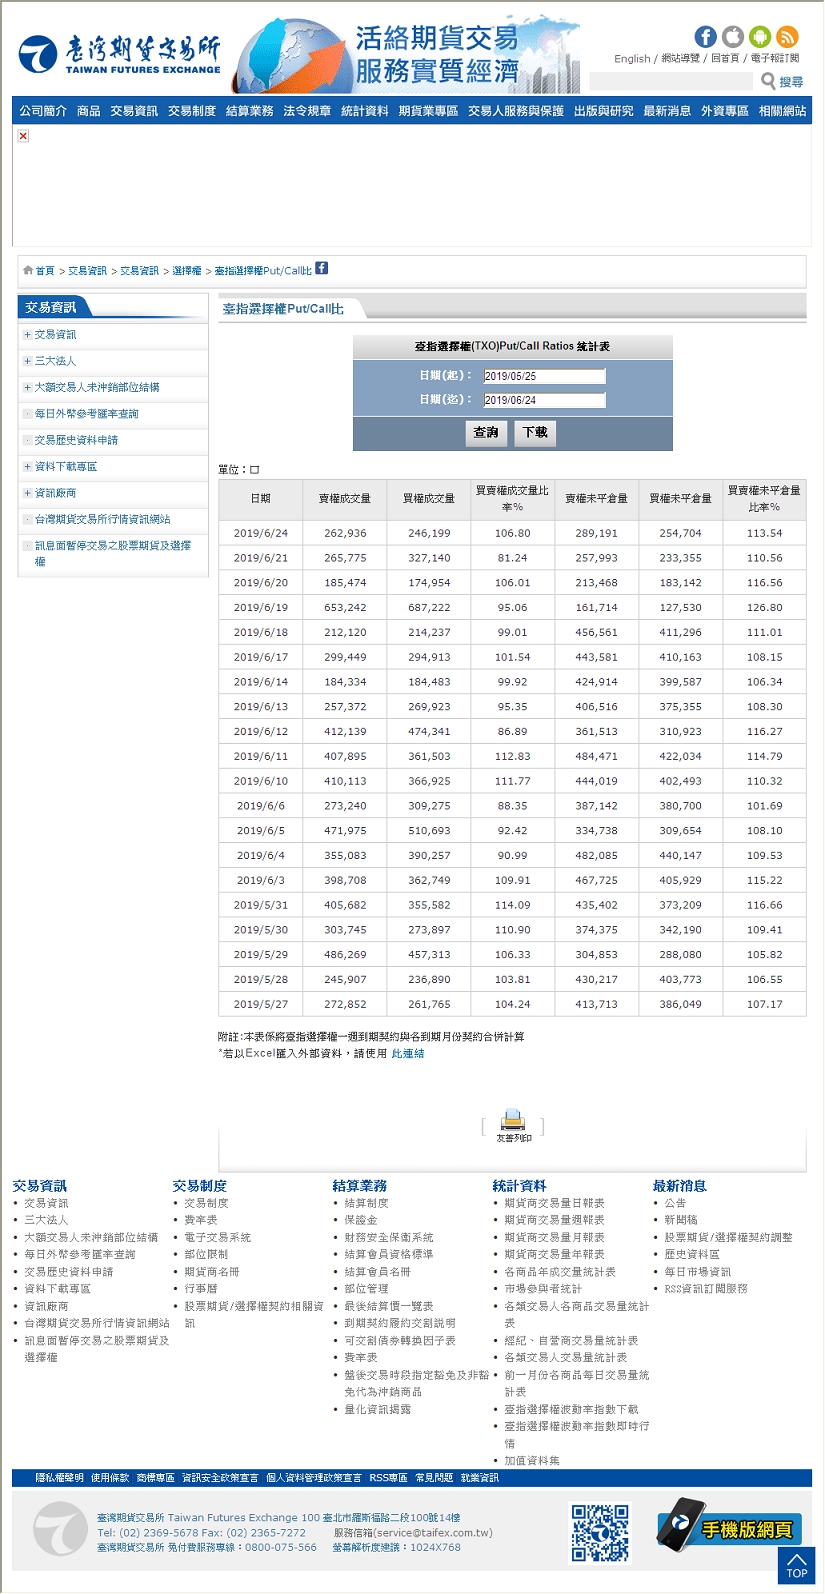 臺灣期貨交易所
TAIWAN FUTURES EXCHANGE
活絡期貨交易
服務實質經濟
English / 網站導覽 / 回首頁 / 電子報訂閱
搜尋
公司簡介 商品 交易資訊 交易制度 結算業務 法令規章 統計資料 期貨業專區 交易人服務與保護 出版與研究 最新消息 外資專區 相關網站
首頁 > 交易資訊 > 交易資訊 > 選擇權 > 臺指選擇權Put/Call比
交易資訊
交易資訊
三大法人
大額交易人未沖銷部位結構
每日外幣參考匯率查詢
交易歷史資料申請
資料下載專區
資訊廠商
台灣期貨交易所行情資訊網站
訊息面暫停交易之股票期貨及選擇
權
臺指選擇權Put/Call比
臺指選擇權(TXO)Put/Call Ratios 統計表
日期(起)： 2019/05/25
日期(迄)： 2019/06/24
查詢 下載
單位：口
日期 賣權成交量 買權成交量 買賣權成交量比率% 賣權未平倉量 買權未平倉量 買賣權未平倉量比率%
2019/6/24 262,936 246,199 106.80 289,191 254,704 113.54
2019/6/21 265,775 327,140 81.24 257,993 233,355 110.56
2019/6/20 185,474 174,954 106.01 213,468 183,142 116.56
2019/6/19 653,242 687,222 95.06 161,714 127,530 126.80
2019/6/18 212,120 214,237 99.01 456,561 411,296 111.01
2019/6/17 299,449 294,913 101.54 443,581 410,163 108.15
2019/6/14 184,334 184,483 99.92 424,914 399,587 106.34
2019/6/13 257,372 269,923 95.35 406,516 375,355 108.30
2019/6/12 412,139 474,341 86.89 361,513 310,923 116.27
2019/6/11 407,895 361,503 112.83 484,471 422,034 114.79
2019/6/10 410,113 366,925 111.77 444,019 402,493 110.32
2019/6/6 273,240 309,275 88.35 387,142 380,700 101.69
2019/6/5 471,975 510,693 92.42 334,738 309,654 108.10
2019/6/4 355,083 390,257 90.99 482,085 440,147 109.53
2019/6/3 398,708 362,749 109.91 467,725 405,929 115.22
2019/5/31 405,682 355,582 114.09 435,402 373,209 116.66
2019/5/30 303,745 273,897 110.90 374,375 342,190 109.41
2019/5/29 486,269 457,313 106.33 304,853 288,080 105.82
2019/5/28 245,907 236,890 103.81 430,217 403,773 106.55
2019/5/27 272,852 261,765 104.24 413,713 386,049 107.17
附註:本表係將臺指選擇權一週到期契約與各到期月份契約合併計算
*若以Excel匯入外部資料，請使用 此連結
友善列印
交易資訊
交易資訊
三大法人
大額交易人未沖銷部位結構
每日外幣參考匯率查詢
交易歷史資料申請
資料下載專區
資訊廠商
台灣期貨交易所行情資訊網站
訊息面暫停交易之股票期貨及
選擇權
交易制度
交易制度
費率表
電子交易系統
部位限制
期貨商名冊
行事曆
股票期貨/選擇權契約相關資
訊
結算業務
結算制度
保證金
財務安全保衛系統
結算會員資格標準
結算會員名冊
部位管理
最後結算價一覽表
到期契約履約交割說明
可交割債券轉換因子表
費率表
盤後交易時段指定豁免及非豁
免代為沖銷商品
量化資訊揭露
統計資料
期貨商交易量日報表
期貨商交易量週報表
期貨商交易量月報表
期貨商交易量年報表
各商品年成交量統計表
市場參與者統計
各類交易人各商品交易量統計
表
經紀、自營商交易量統計表
各類交易人交易量統計表
前一月份各商品每日交易量統
計表
臺指選擇權波動率指數下載
臺指選擇權波動率指數即時行
情
加值資料集
最新消息
公告
新聞稿
股票期貨/選擇權契約調整
歷史資料區
每日市場資訊
RSS資訊訂閱服務
隱私權聲明 使用條款 商標專區 資訊安全政策宣言 個人資料管理政策宣言 RSS專區 常見問題 就業資訊
臺灣期貨交易所 Taiwan Futures Exchange 100 臺北市羅斯福路二段100號14樓
Tel: (02) 2369-5678 Fax: (02) 2365-7272 服務信箱(service@taifex.com.tw)
臺灣期貨交易所 免付費服務專線：0800-075-566 螢幕解析度建議：1024X768
手機版網頁
TOP